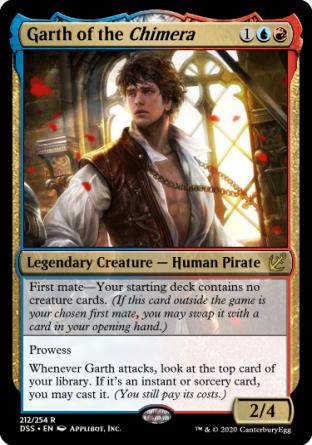 Garth of the Chimera 1
Legendary Creature — Human Pirate
First mate—Your starting deck contains no
creature cards. (If this card outside the game is
your chosen first mate, you may swap it with a
card in your opening hand.)
Prowess
Whenever Garth attacks, look at the top card of
your library. If it's an instant or sorcery card,
you may cast it. (You still pay its costs.)
2/4
212/254 R
DSS • EN APPLIBOT, INC.
™ & © 2020 CanterburyEgg